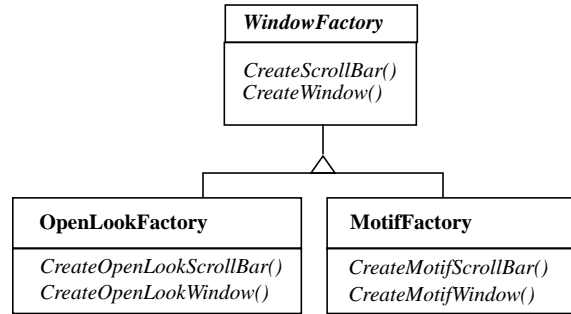 WindowFactory
CreateScrollBar()
CreateWindow()
OpenLookFactory
CreateOpenLookScrollBar()
CreateOpenLookWindow()
MotifFactory
CreateMotifScrollBar()
CreateMotifWindow()